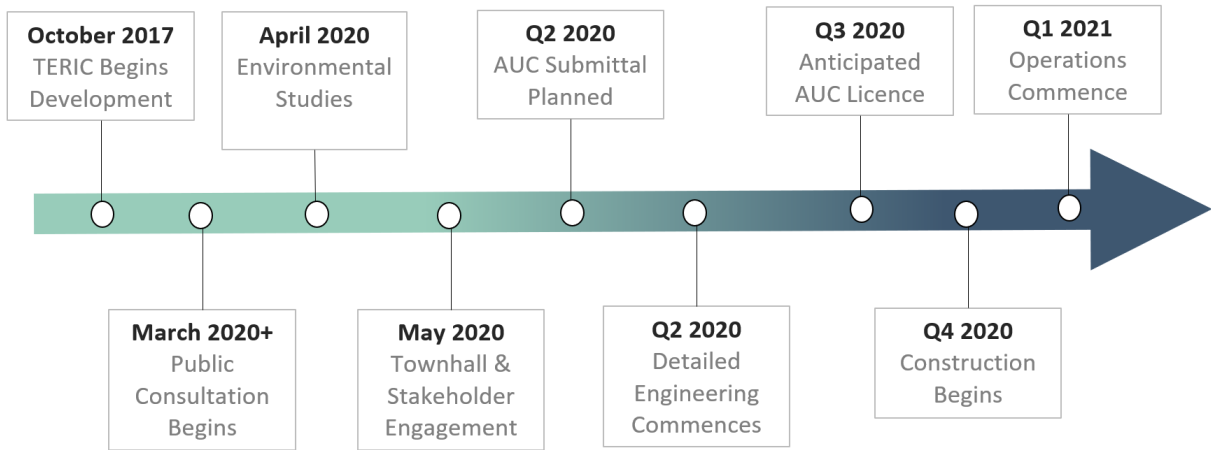 October 2017
TERIC Begins
Development
April 2020
Environmental
Studies
Q2 2020
AUC Submittal
Planned
Q3 2020
Anticipated
AUC Licence
Q1 2021
Operations
Commence
March 2020+
Public
Consultation
Begins
May 2020
Townhall &
Stakeholder
Engagement
Q2 2020
Detailed
Engineering
Commences
Q4 2020
Construction
Begins